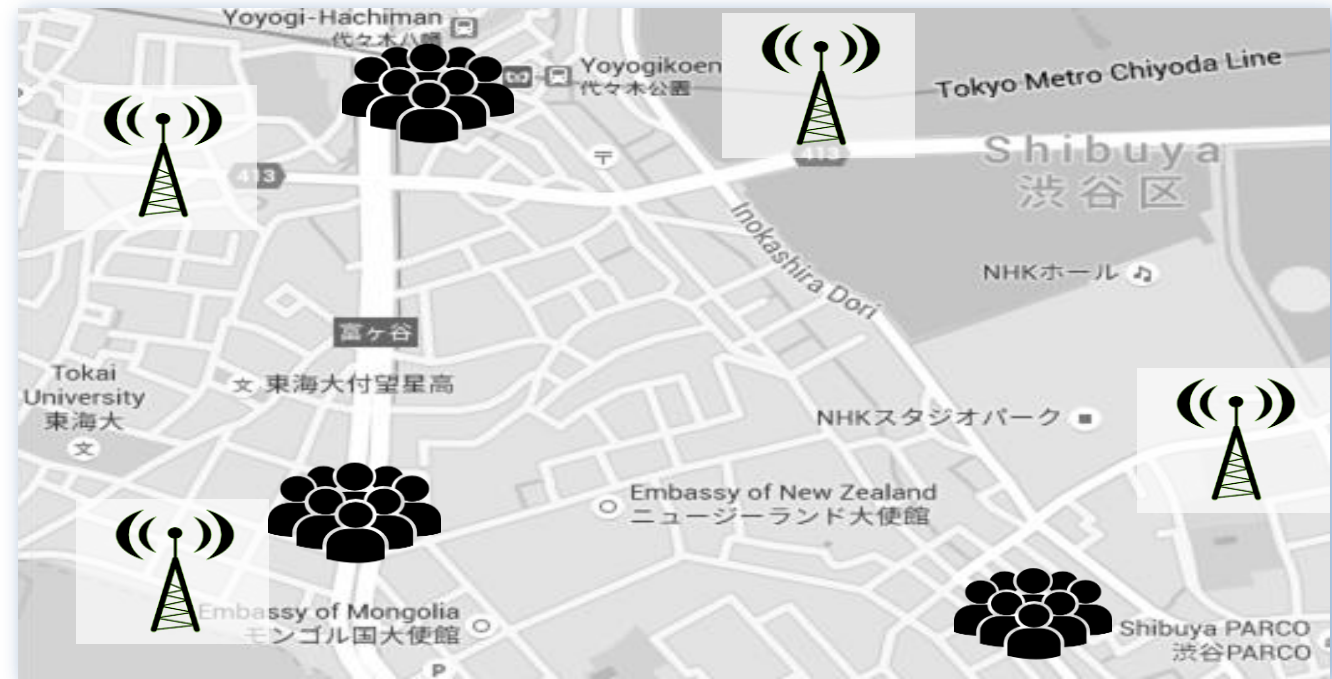 Yoyogi-Hachiman
代々木八幡
Yoyogikoen
代々木公園
Tokyo Metro Chiyoda Line
413
413
〒
Shibuya
渋谷区
Inokashira Dori
NHKホール
富ヶ谷
Tokai
University
東海大
文
文 東海大付望星高
NHKスタジオパーク
Embassy of New Zealand
ニュージーランド大使館
Embassy of Mongolia
モンゴル国大使館
P
Shibuya PARCO
渋谷PARCO